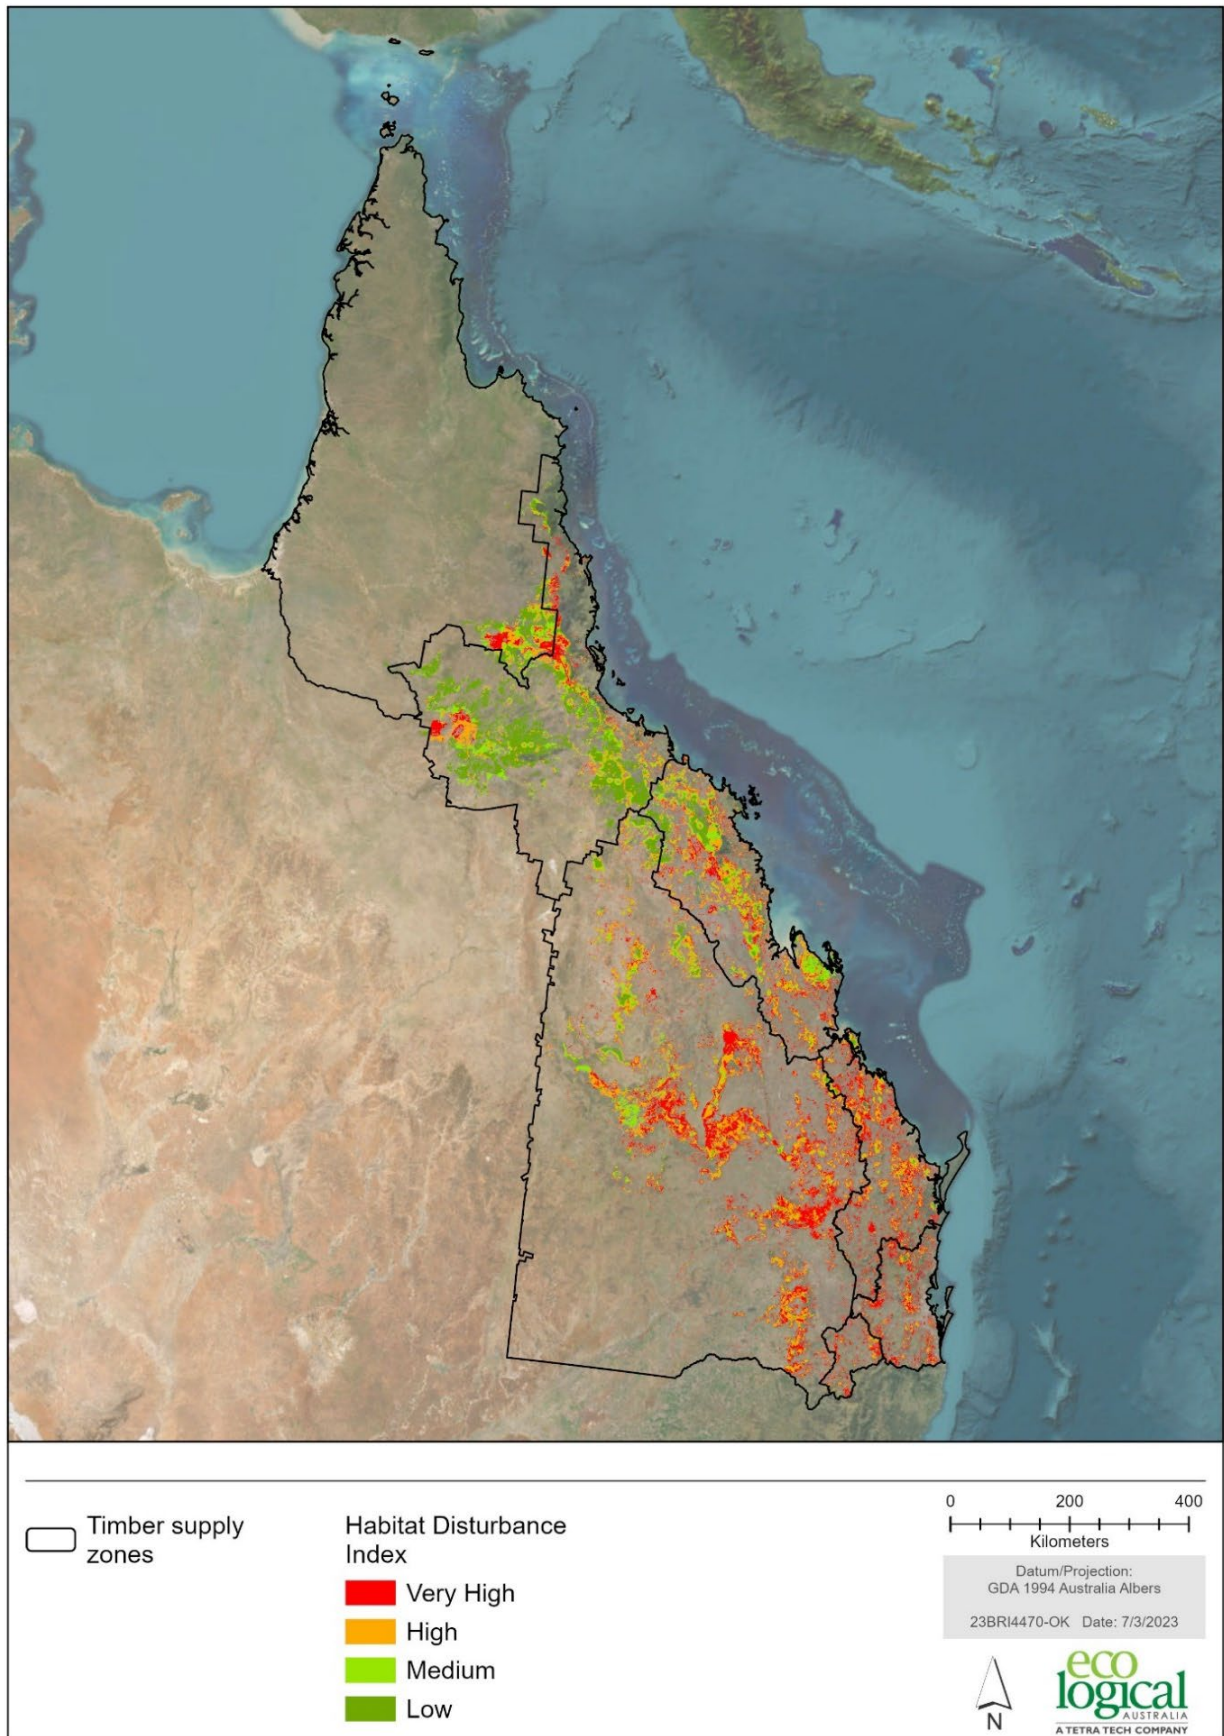 Timber supply
zones
Habitat Disturbance
Index
Very High
High
Medium
Low
0 200 400
Kilometers
Datum/Projection:
GDA 1994 Australia Albers
23BRI4470-OK Date: 7/3/2023
N
eco
logical
AUSTRALIA
A TETRA TECH COMPANY